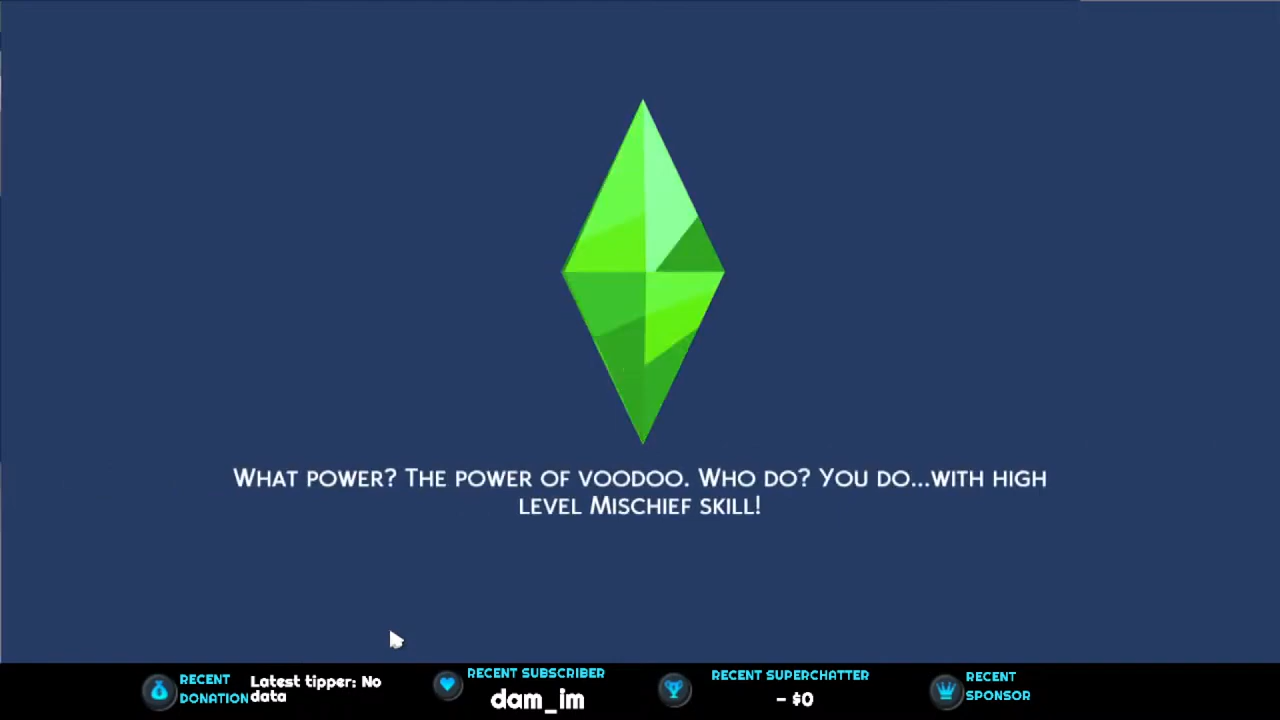 What power? The power of voodoo. Who do? You do...with high
level Mischief skill!
RECENT
DONATION
Latest tipper: No
data
RECENT SUBSCRIBER
dam_im
RECENT SUPERCHATTER
- $0
RECENT
SPONSOR